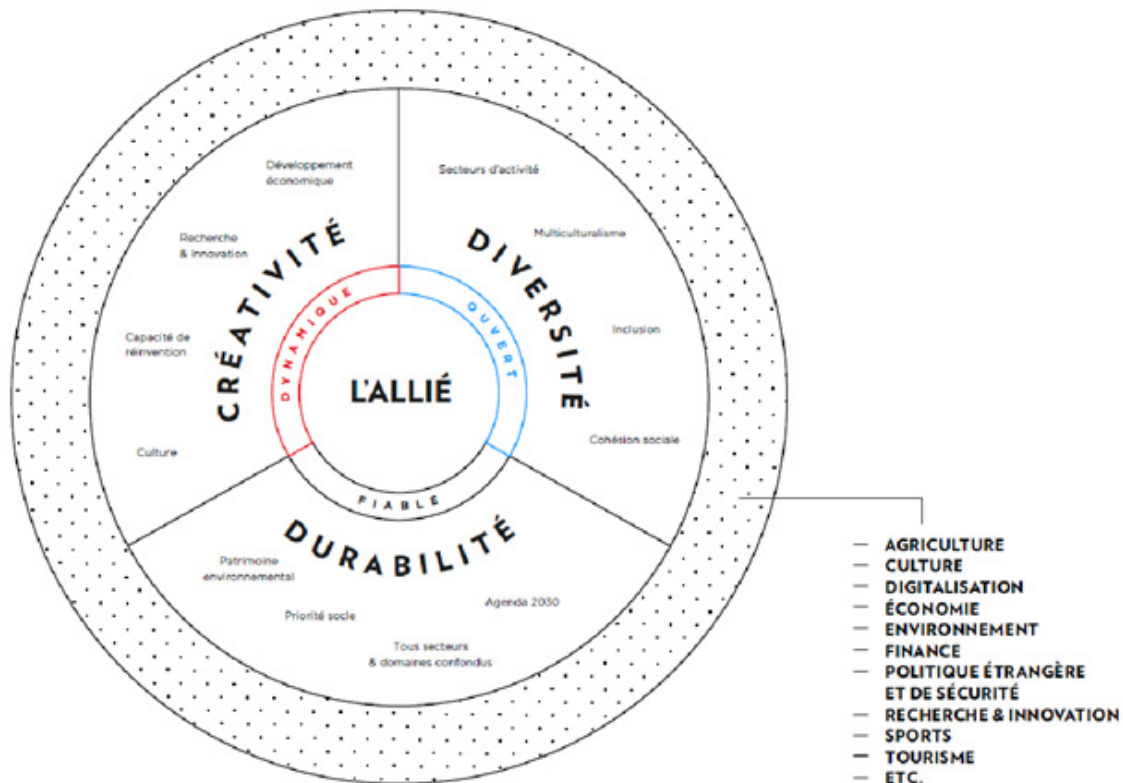 Développement
économique
Recherche
& Innovation
Capacité de
réinvention
Culture
CRÉATIVITÉ
DYNAMIQUE
Secteurs d'activité
Multiculturalisme
Inclusion
Cohésion sociale
DIVERSITÉ
OUVERT
L'ALLIÉ
FIABLE
DURABILITÉ
Patrimoine
environnemental
Priorité socle
Agenda 2030
Tous secteurs
& domaines confondus
— AGRICULTURE
— CULTURE
— DIGITALISATION
— ÉCONOMIE
— ENVIRONNEMENT
— FINANCE
— POLITIQUE ÉTRANGÈRE
ET DE SÉCURITÉ
— RECHERCHE & INNOVATION
— SPORTS
— TOURISME
— ETC.